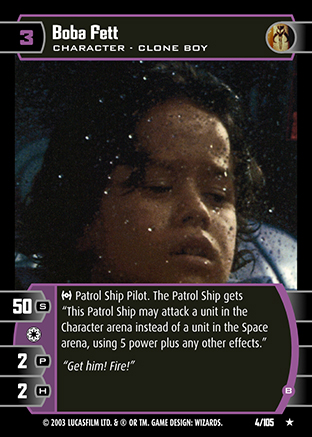 3
Boba Fett
CHARACTER - CLONE BOY
50 S
Patrol Ship Pilot. The Patrol Ship gets
"This Patrol Ship may attack a unit in the
Character arena instead of a unit in the Space
arena, using 5 power plus any other effects."
2 P
"Get him! Fire!"
2 H
B
© 2003 LUCASFILM LTD. & ® OR TM. GAME DESIGN: WIZARDS.
4/105